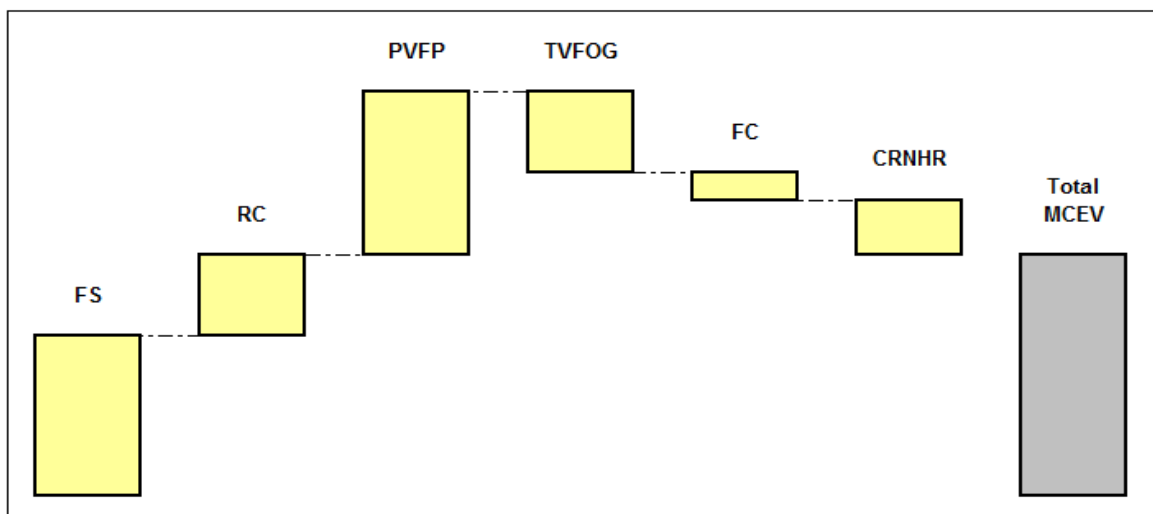 PVFP
TVFOG
FC
CRNHR
Total
MCEV
RC
FS